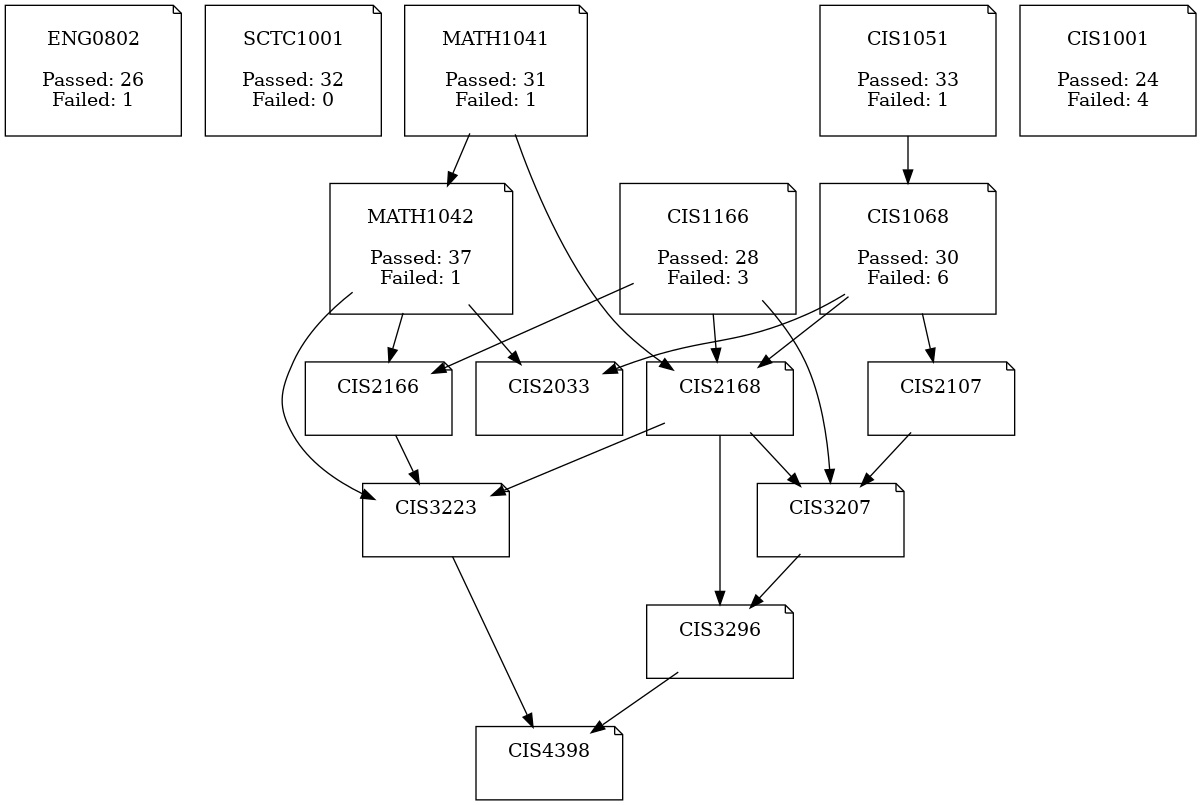 ENG0802
Passed: 26
Failed: 1
SCTC1001
Passed: 32
Failed: 0
MATH1041
Passed: 31
Failed: 1
CIS1051
Passed: 33
Failed: 1
CIS1001
Passed: 24
Failed: 4
MATH1042
Passed: 37
Failed: 1
CIS1166
Passed: 28
Failed: 3
CIS1068
Passed: 30
Failed: 6
CIS2166
CIS2033
CIS2168
CIS2107
CIS3223
CIS3207
CIS3296
CIS4398